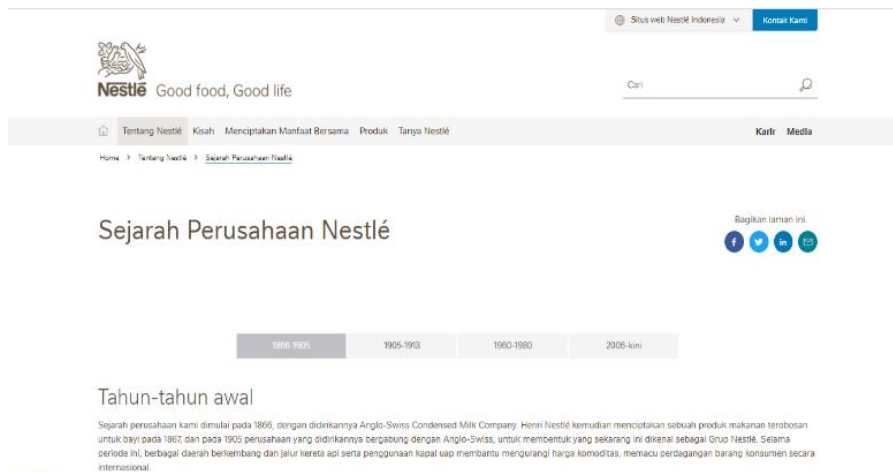 Situs web Nestlé Indonesia
Kontak Kami
Nestlé Good food, Good life
Cari
Tentang Nestlé Kisah Menciptakan Manfaat Bersama Produk Tanya Nestlé Karir Media
Home > Tentang Nestlé > Sejarah Perusahaan Nestlé
Sejarah Perusahaan Nestlé
Bagikan laman ini.
1866-1905 1905-1913 1960-1980 2006-kini
Tahun-tahun awal
Sejarah perusahaan kami dimulai pada 1866, dengan didirikannya Anglo-Swiss Condensed Milk Company. Henri Nestlé kemudian menciptakan sebuah produk makanan terobosan
untuk bayi pada 1867, dan pada 1905 perusahaan yang didirikannya bergabung dengan Anglo-Swiss, untuk membentuk yang sekarang ini dikenal sebagai Grup Nestlé. Selama
periode ini, berbagai daerah berkembang dan jalur kereta api serta penggunaan kapal uap membantu mengurangi harga komoditas, memacu perdagangan barang konsumen secara
internasional.